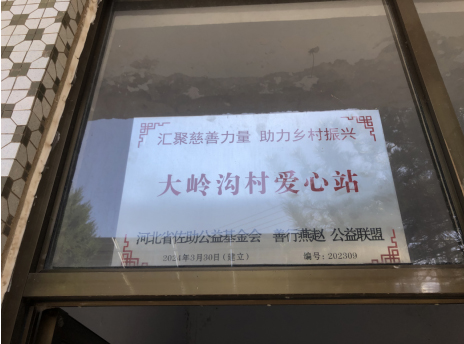 汇聚慈善力量 助力乡村振兴
大岭沟村爱心站
河北省佐助公益基金会 善行燕赵 公益联盟
2024年3月30日(建立) 编号:202309